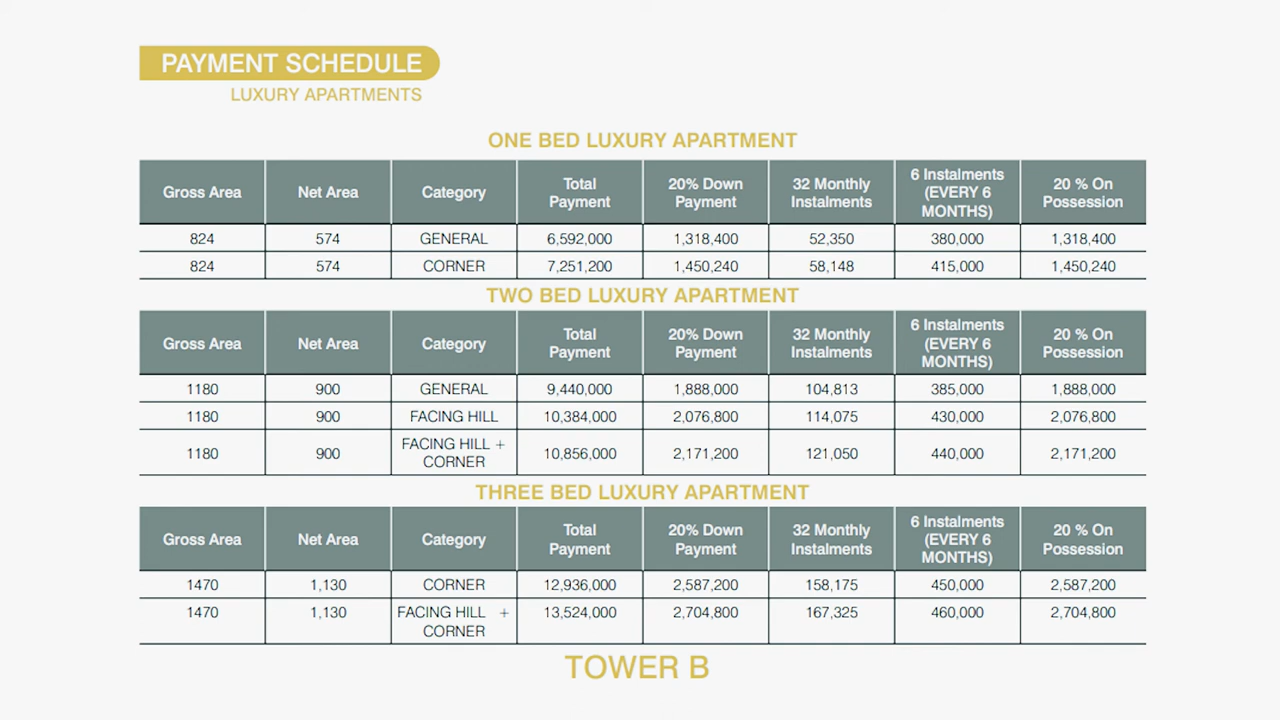 PAYMENT SCHEDULE
LUXURY APARTMENTS
ONE BED LUXURY APARTMENT
Gross Area Net Area Category Total Payment 20% Down Payment 32 Monthly Instalments 6 Instalments (EVERY 6 MONTHS) 20 % On Possession
824 574 GENERAL 6,592,000 1,318,400 52,350 380,000 1,318,400
824 574 CORNER 7,251,200 1,450,240 58,148 415,000 1,450,240
TWO BED LUXURY APARTMENT
Gross Area Net Area Category Total Payment 20% Down Payment 32 Monthly Instalments 6 Instalments (EVERY 6 MONTHS) 20 % On Possession
1180 900 GENERAL 9,440,000 1,888,000 104,813 385,000 1,888,000
1180 900 FACING HILL 10,384,000 2,076,800 114,075 430,000 2,076,800
1180 900 FACING HILL + CORNER 10,856,000 2,171,200 121,050 440,000 2,171,200
THREE BED LUXURY APARTMENT
Gross Area Net Area Category Total Payment 20% Down Payment 32 Monthly Instalments 6 Instalments (EVERY 6 MONTHS) 20 % On Possession
1470 1,130 CORNER 12,936,000 2,587,200 158,175 450,000 2,587,200
1470 1,130 FACING HILL + CORNER 13,524,000 2,704,800 167,325 460,000 2,704,800
TOWER B